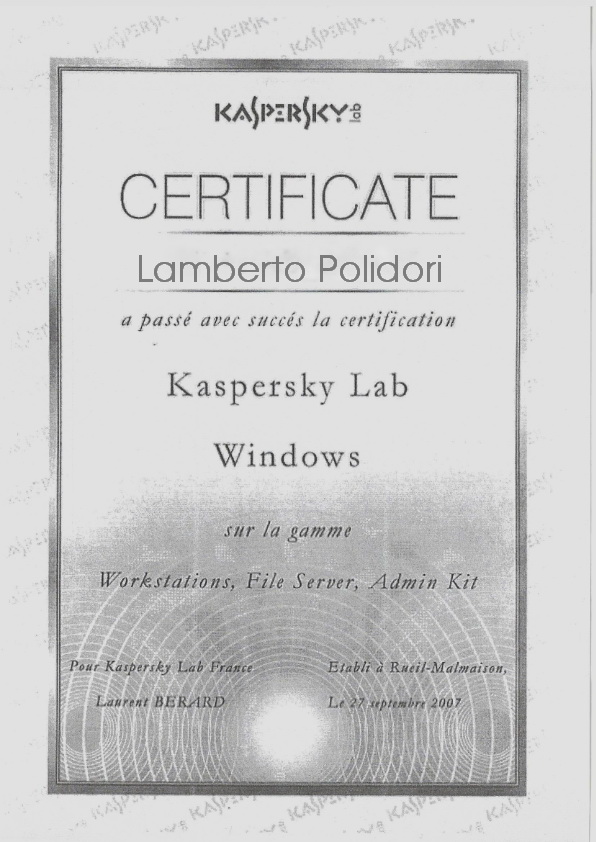 KASPERSKY lab
CERTIFICATE
Lamberto Polidori
a passé avec succés la certification
Kaspersky Lab
Windows
sur la gamme
Workstations, File Server, Admin Kit
Pour Kaspersky Lab France
Laurent BERARD
Etabli à Rueil-Malmaison,
Le 27 septembre 2007